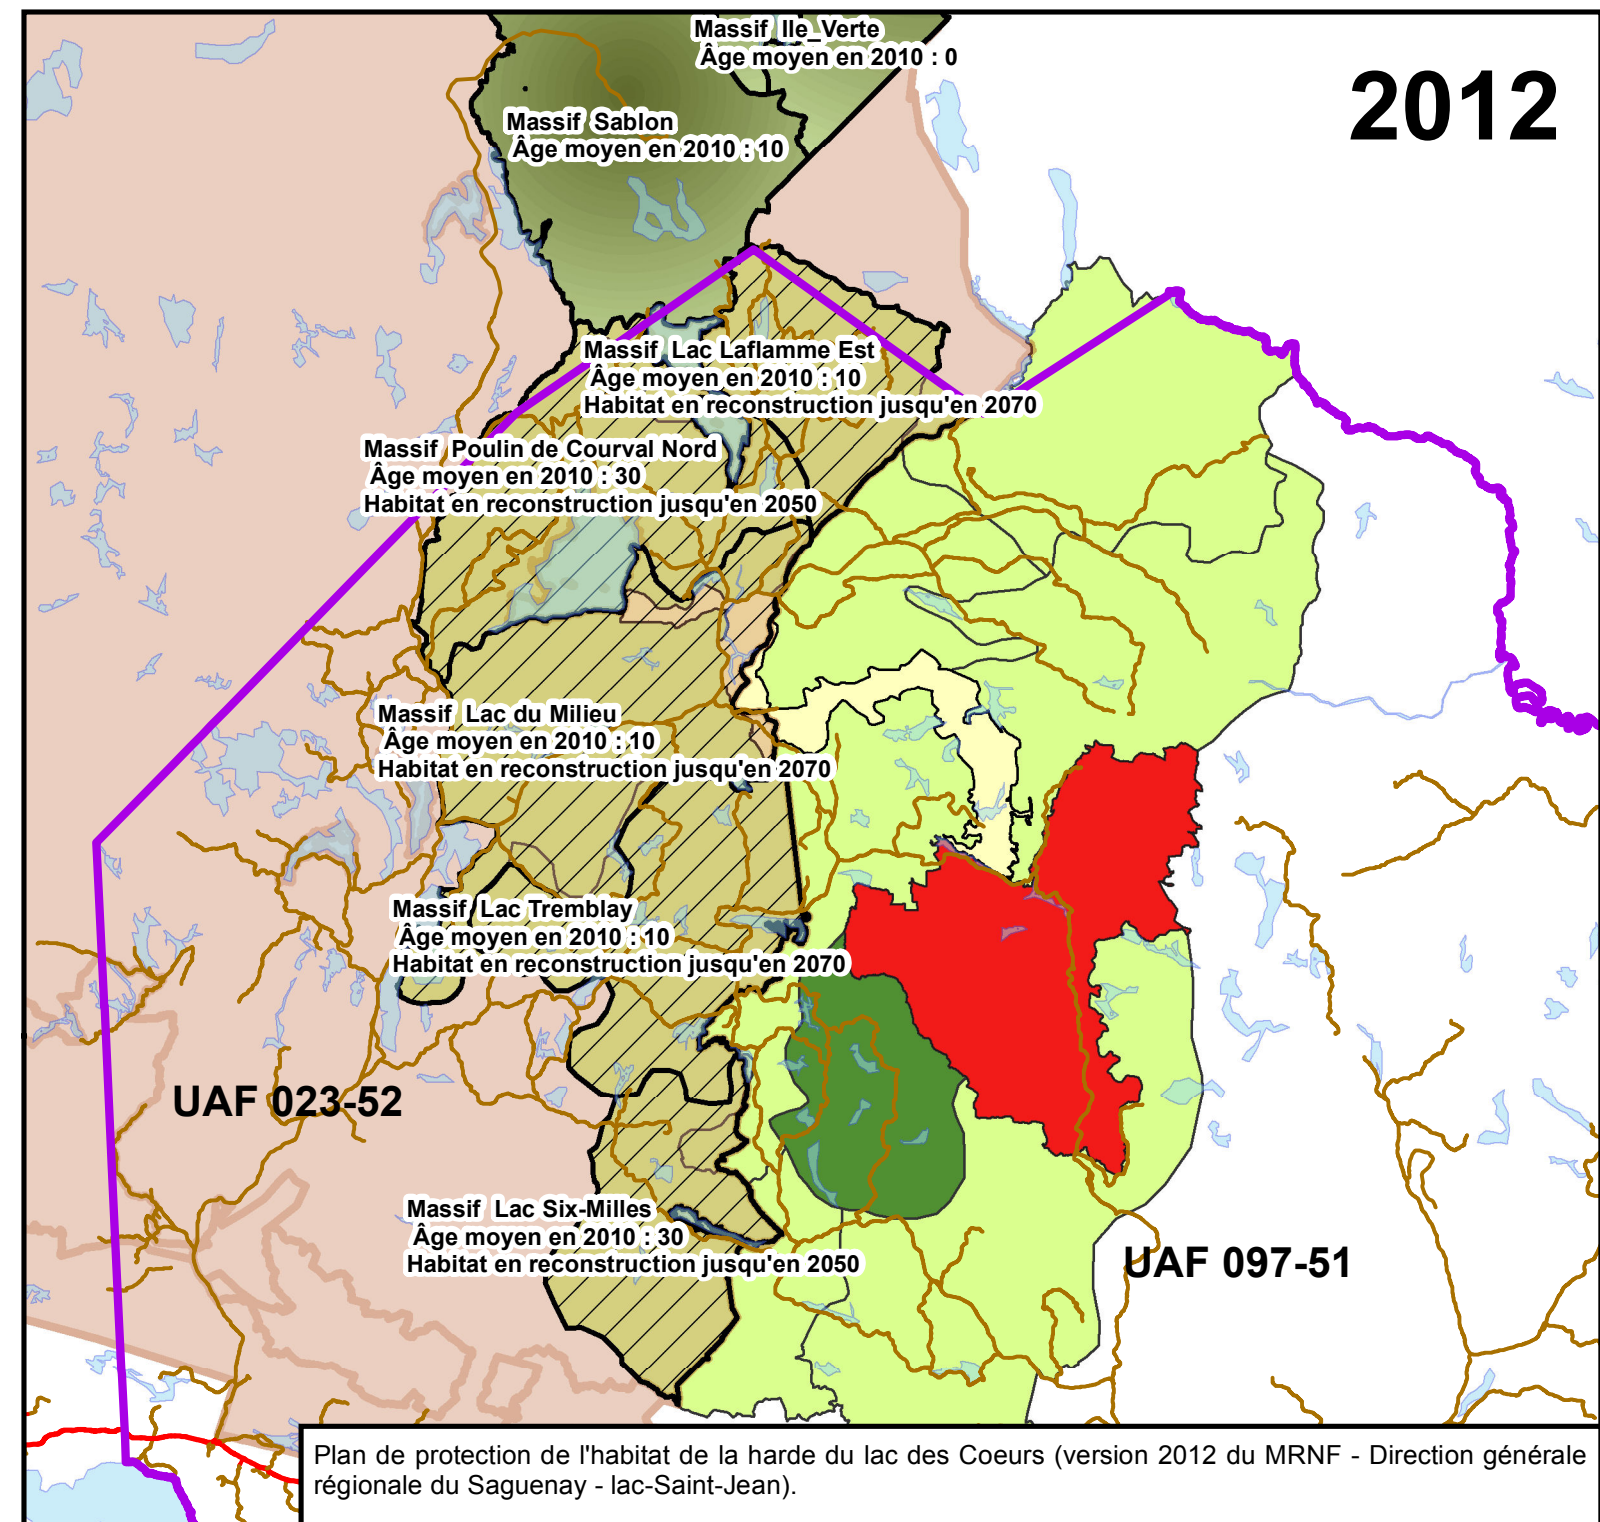 Massif Ile_Verte
Âge moyen en 2010 : 0
2012
Massif Sablon
Âge moyen en 2010 : 10
Massif Lac Laflamme Est
Âge moyen en 2010 : 10
Habitat en reconstruction jusqu'en 2070
Massif Poulin de Courval Nord
Âge moyen en 2010 : 30
Habitat en reconstruction jusqu'en 2050
Massif Lac du Milieu
Âge moyen en 2010 : 10
Habitat en reconstruction jusqu'en 2070
Massif Lac Tremblay
Âge moyen en 2010 : 10
Habitat en reconstruction jusqu'en 2070
UAF 023-52
Massif Lac Six-Milles
Âge moyen en 2010 : 30
Habitat en reconstruction jusqu'en 2050
UAF 097-51
Plan de protection de l'habitat de la harde du lac des Coeurs (version 2012 du MRNF - Direction générale
régionale du Saguenay - lac-Saint-Jean).